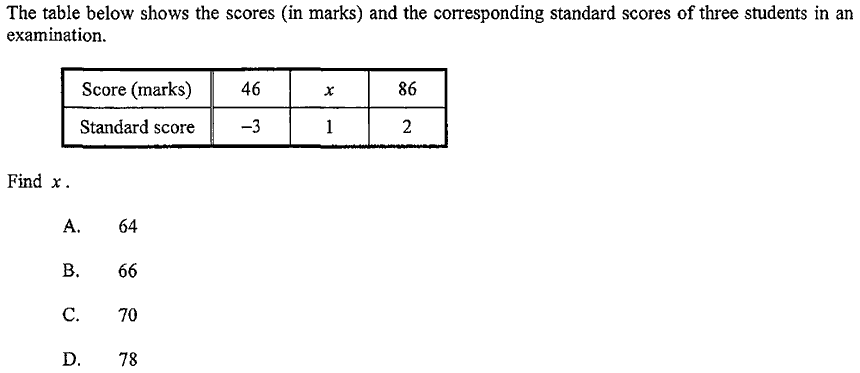 The table below shows the scores (in marks) and the corresponding standard scores of three students in an
examination.
Score (marks) 46 x 86
Standard score −3 1 2
Find x .
A. 64
B. 66
C. 70
D. 78